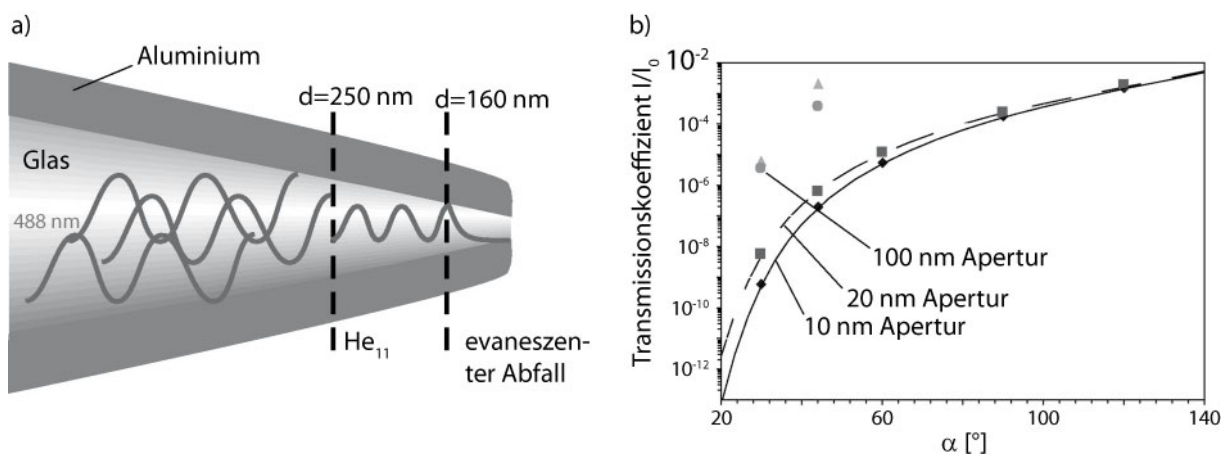 a)
Aluminium
d=250 nm
d=160 nm
Glas
488 nm
He₁₁
evaneszen-
ter Abfall
b)
Transmissionskoeffizient I/I₀
10⁻²
10⁻⁴
10⁻⁶
10⁻⁸
10⁻¹⁰
10⁻¹²
100 nm Apertur
20 nm Apertur
10 nm Apertur
20
60
100
140
α [°]